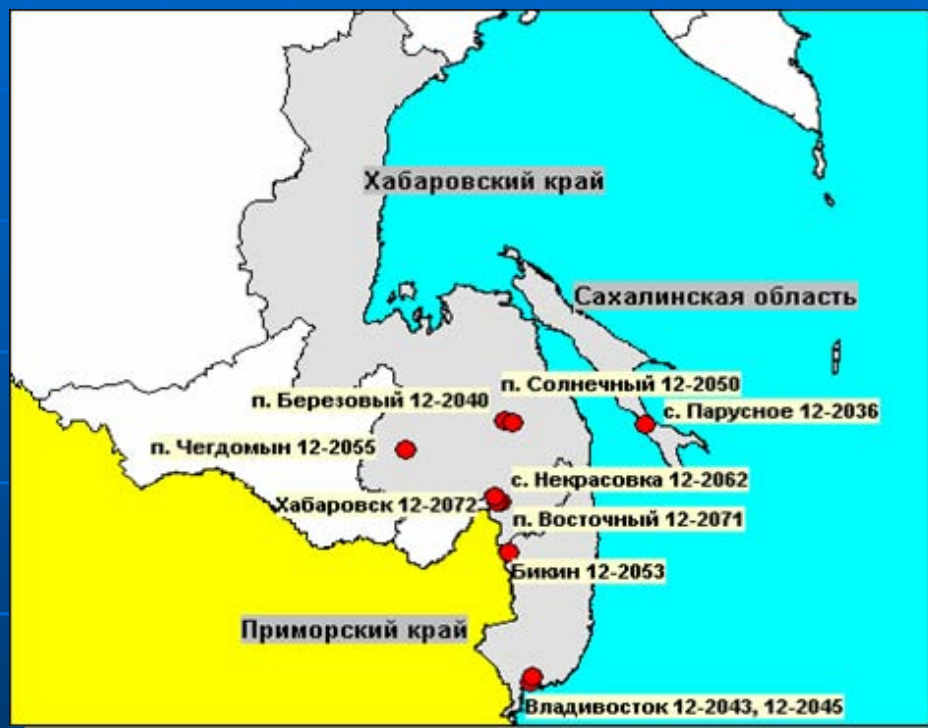 Хабаровский край
Сахалинская область
п. Солнечный 12-2050
п. Березовый 12-2040
с. Парусное 12-2036
п. Чегдомын 12-2055
с. Некрасовка 12-2062
Хабаровск 12-2072
п. Восточный 12-2071
Бикин 12-2053
Приморский край
Владивосток 12-2043, 12-2045